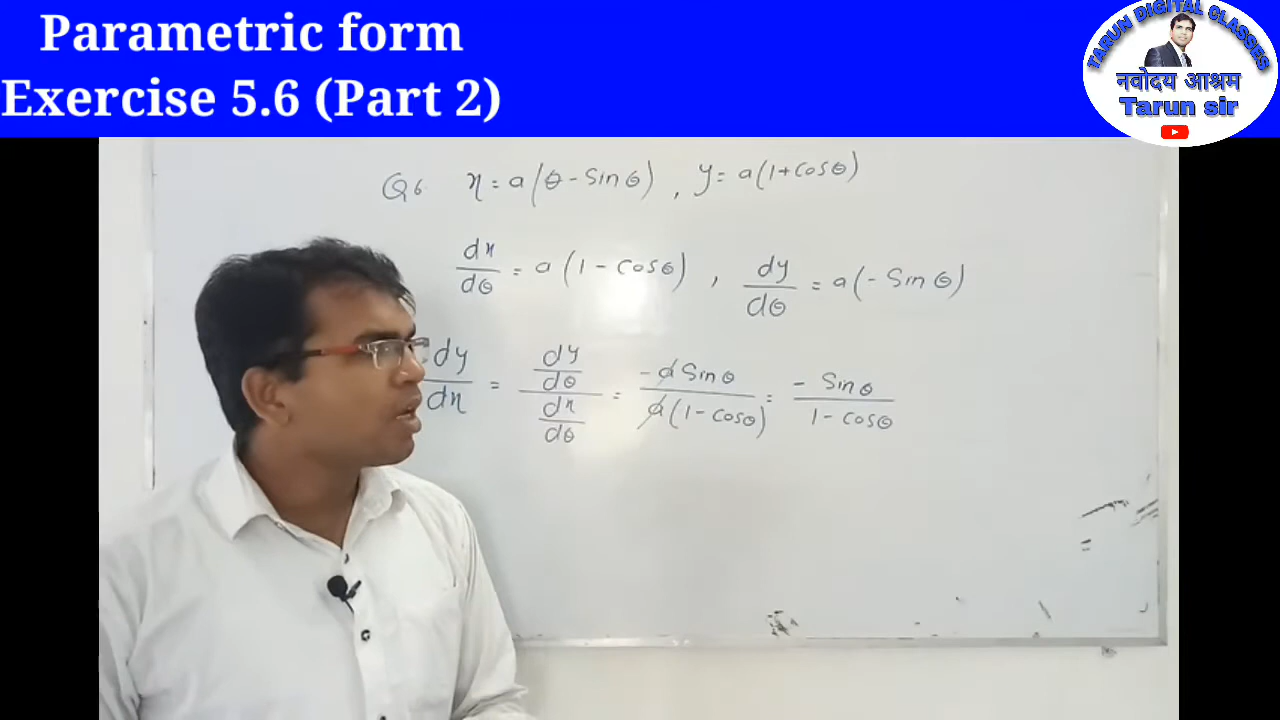 Parametric form
Exercise 5.6 (Part 2)
TARUN DIGITAL CLASSES
नवोदय आश्रम
Tarun sir
Q6. x = a(θ - Sinθ), y = a(1+Cosθ)
dx/dθ = a(1 - Cosθ), dy/dθ = a(- Sinθ)
dy/dx = (dy/dθ)/(dx/dθ) = -a Sinθ/a(1 - Cosθ) = - Sinθ/1 - Cosθ